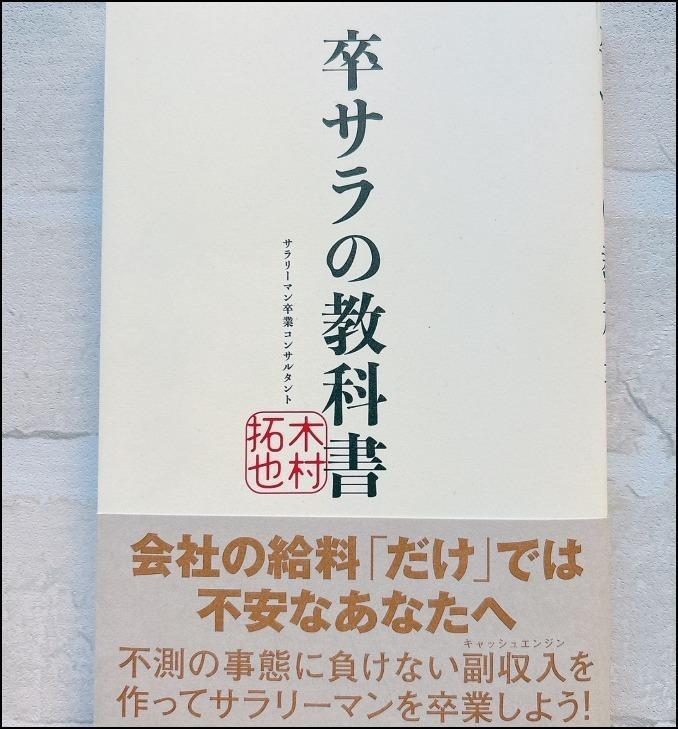 卒サラの教科書
サラリーマン卒業コンサルタント
木村
拓也
会社の給料「だけ」では
不安なあなたへ
キャッシュエンジン
不測の事態に負けない副収入を
作ってサラリーマンを卒業しよう！